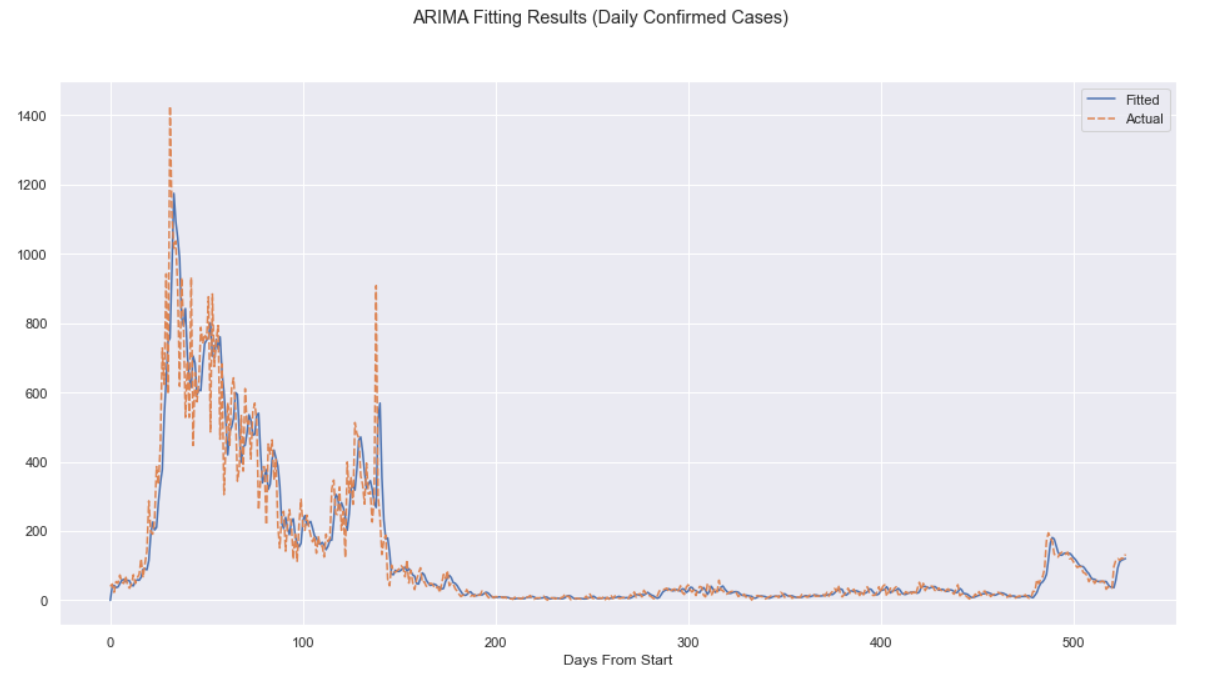 ARIMA Fitting Results (Daily Confirmed Cases)
Fitted
Actual
1400
1200
1000
800
600
400
200
0
0 100 200 300 400 500
Days From Start